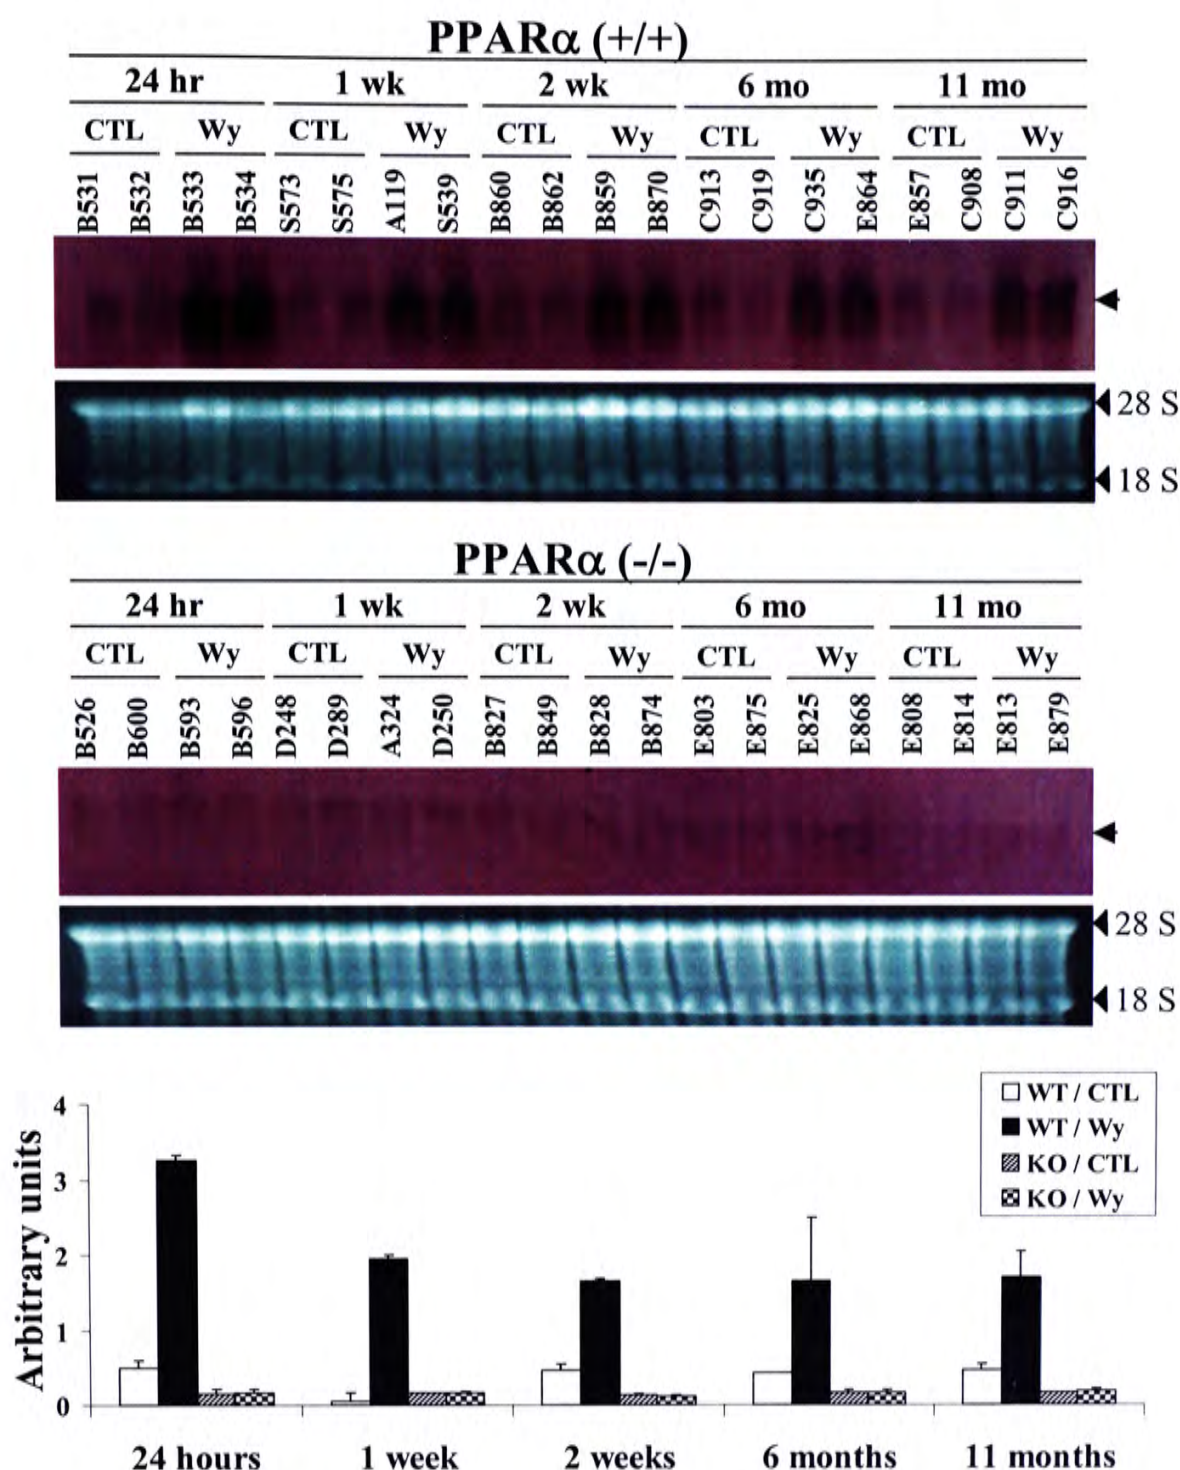 PPARα (+/+)
24 hr 1 wk 2 wk 6 mo 11 mo
CTL Wy CTL Wy CTL Wy CTL Wy CTL Wy
B531 B532 B533 B534 S573 S575 A119 S539 B860 B862 B859 B870 C913 C919 C935 E864 E857 C908 C911 C916
28 S
18 S
PPARα (-/-)
24 hr 1 wk 2 wk 6 mo 11 mo
CTL Wy CTL Wy CTL Wy CTL Wy CTL Wy
B526 B600 B593 B596 D248 D289 A324 D250 B827 B849 B828 B874 E803 E875 E825 E868 E808 E814 E813 E879
28 S
18 S
WT / CTL
WT / Wy
KO / CTL
KO / Wy
Arbitrary units
4
3
2
1
0
24 hours 1 week 2 weeks 6 months 11 months